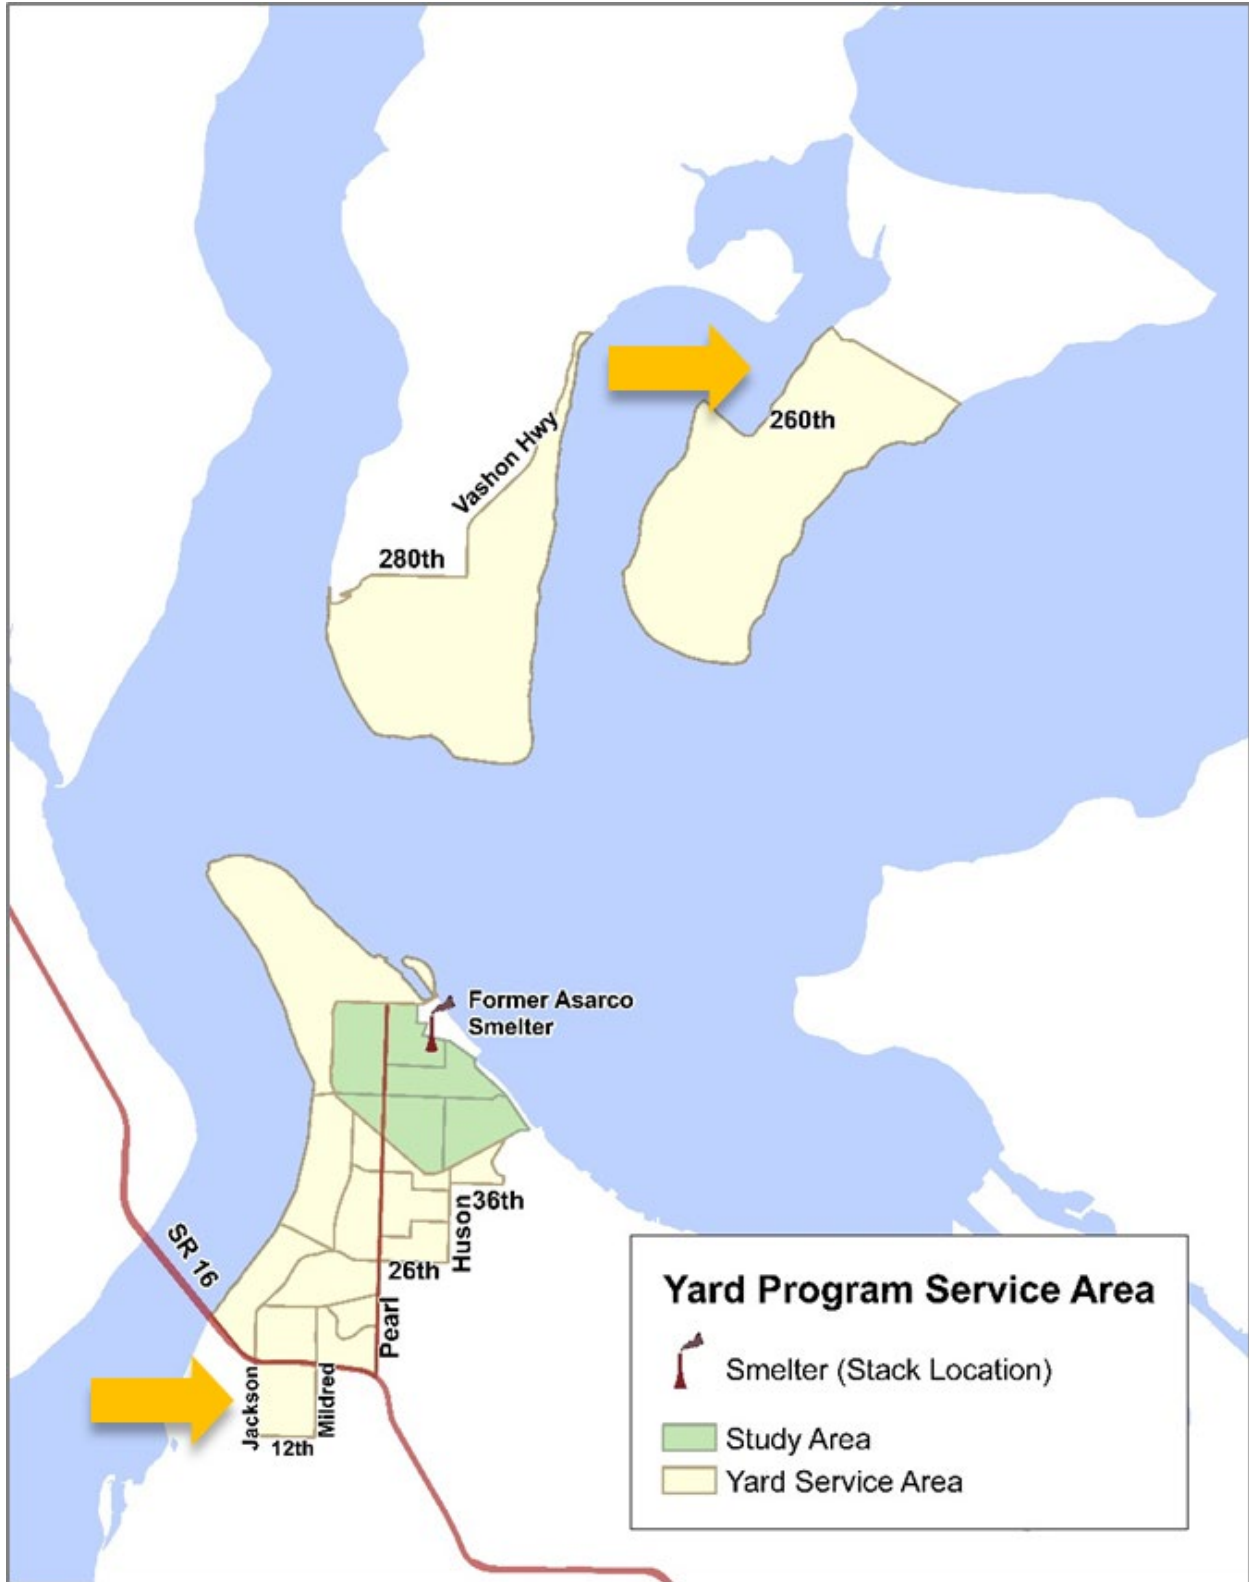 260th
Vashon Hwy
280th
Former Asarco
Smelter
36th
Huson
SR 16
26th
Pearl
Jackson
Mildred
12th
Yard Program Service Area
Smelter (Stack Location)
Study Area
Yard Service Area